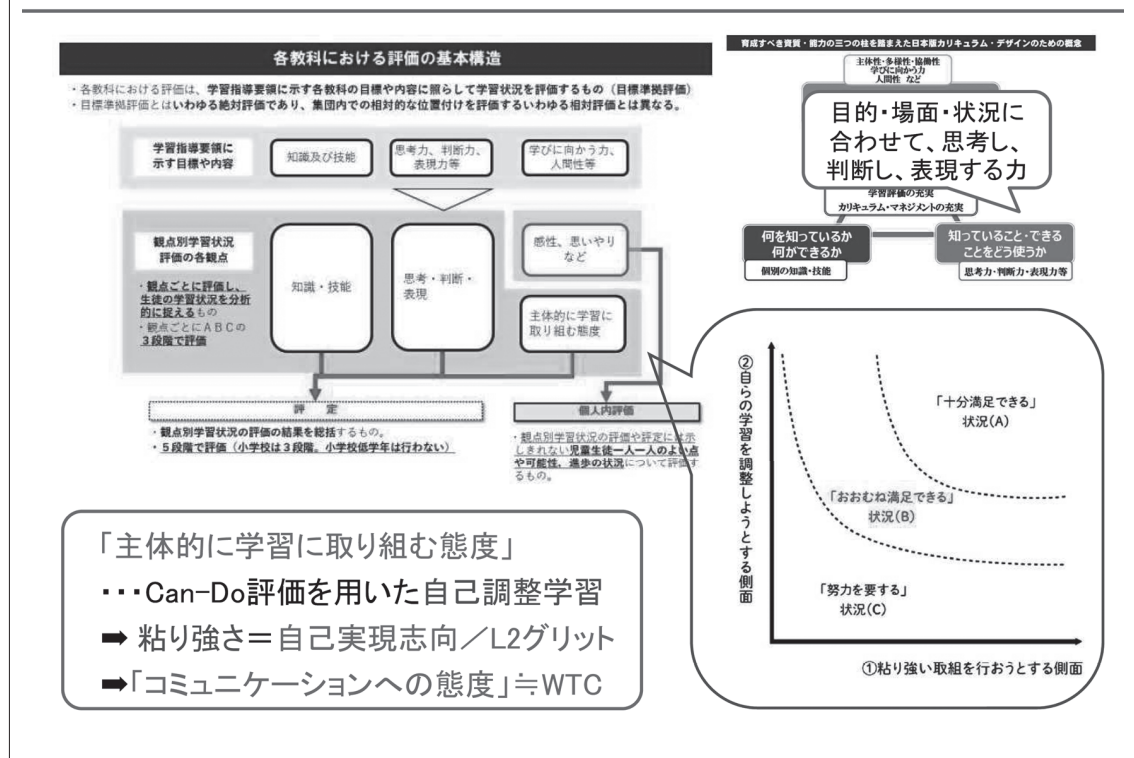 各教科における評価の基本構造
・各教科における評価は、学習指導要領に示す各教科の目標や内容に照らして学習状況を評価するもの（目標準拠評価）
・目標準拠評価とはいわゆる絶対評価であり、集団内での相対的な位置付けを評価するいわゆる相対評価とは異なる。
学習指導要領に
示す目標や内容
知識及び技能
思考力、判断力、
表現力等
学びに向かう力、
人間性等
観点別学習状況
評価の各観点
・観点ごとに評価し、
生徒の学習状況を分析
的に捉えるもの
・観点ごとにＡＢＣの
３段階で評価
知識・技能
思考・判断・
表現
感性、思いやり
など
主体的に学習に
取り組む態度
評 定
・観点別学習状況の評価の結果を総括するもの。
・５段階で評価（小学校は３段階。小学校低学年は行わない）
個人内評価
・観点別学習状況の評価や評定には示
しきれない児童生徒一人一人のよい点
や可能性、進歩の状況について評価す
るもの。
育成すべき資質・能力の三つの柱を踏まえた日本版カリキュラム・デザインのための概念
主体性・多様性・協働性
学びに向かう力
人間性 など
目的・場面・状況に
合わせて、思考し、
判断し、表現する力
学習評価の充実
カリキュラム・マネジメントの充実
何を知っているか
何ができるか
個別の知識・技能
知っていること・できる
ことをどう使うか
思考力・判断力・表現力等
②自らの学習を調整しようとする側面
「十分満足できる」
状況(A)
「おおむね満足できる」
状況(B)
「努力を要する」
状況(C)
①粘り強い取組を行おうとする側面
「主体的に学習に取り組む態度」
・・・Can-Do評価を用いた自己調整学習
➡ 粘り強さ＝自己実現志向／L2グリット
➡「コミュニケーションへの態度」≒WTC